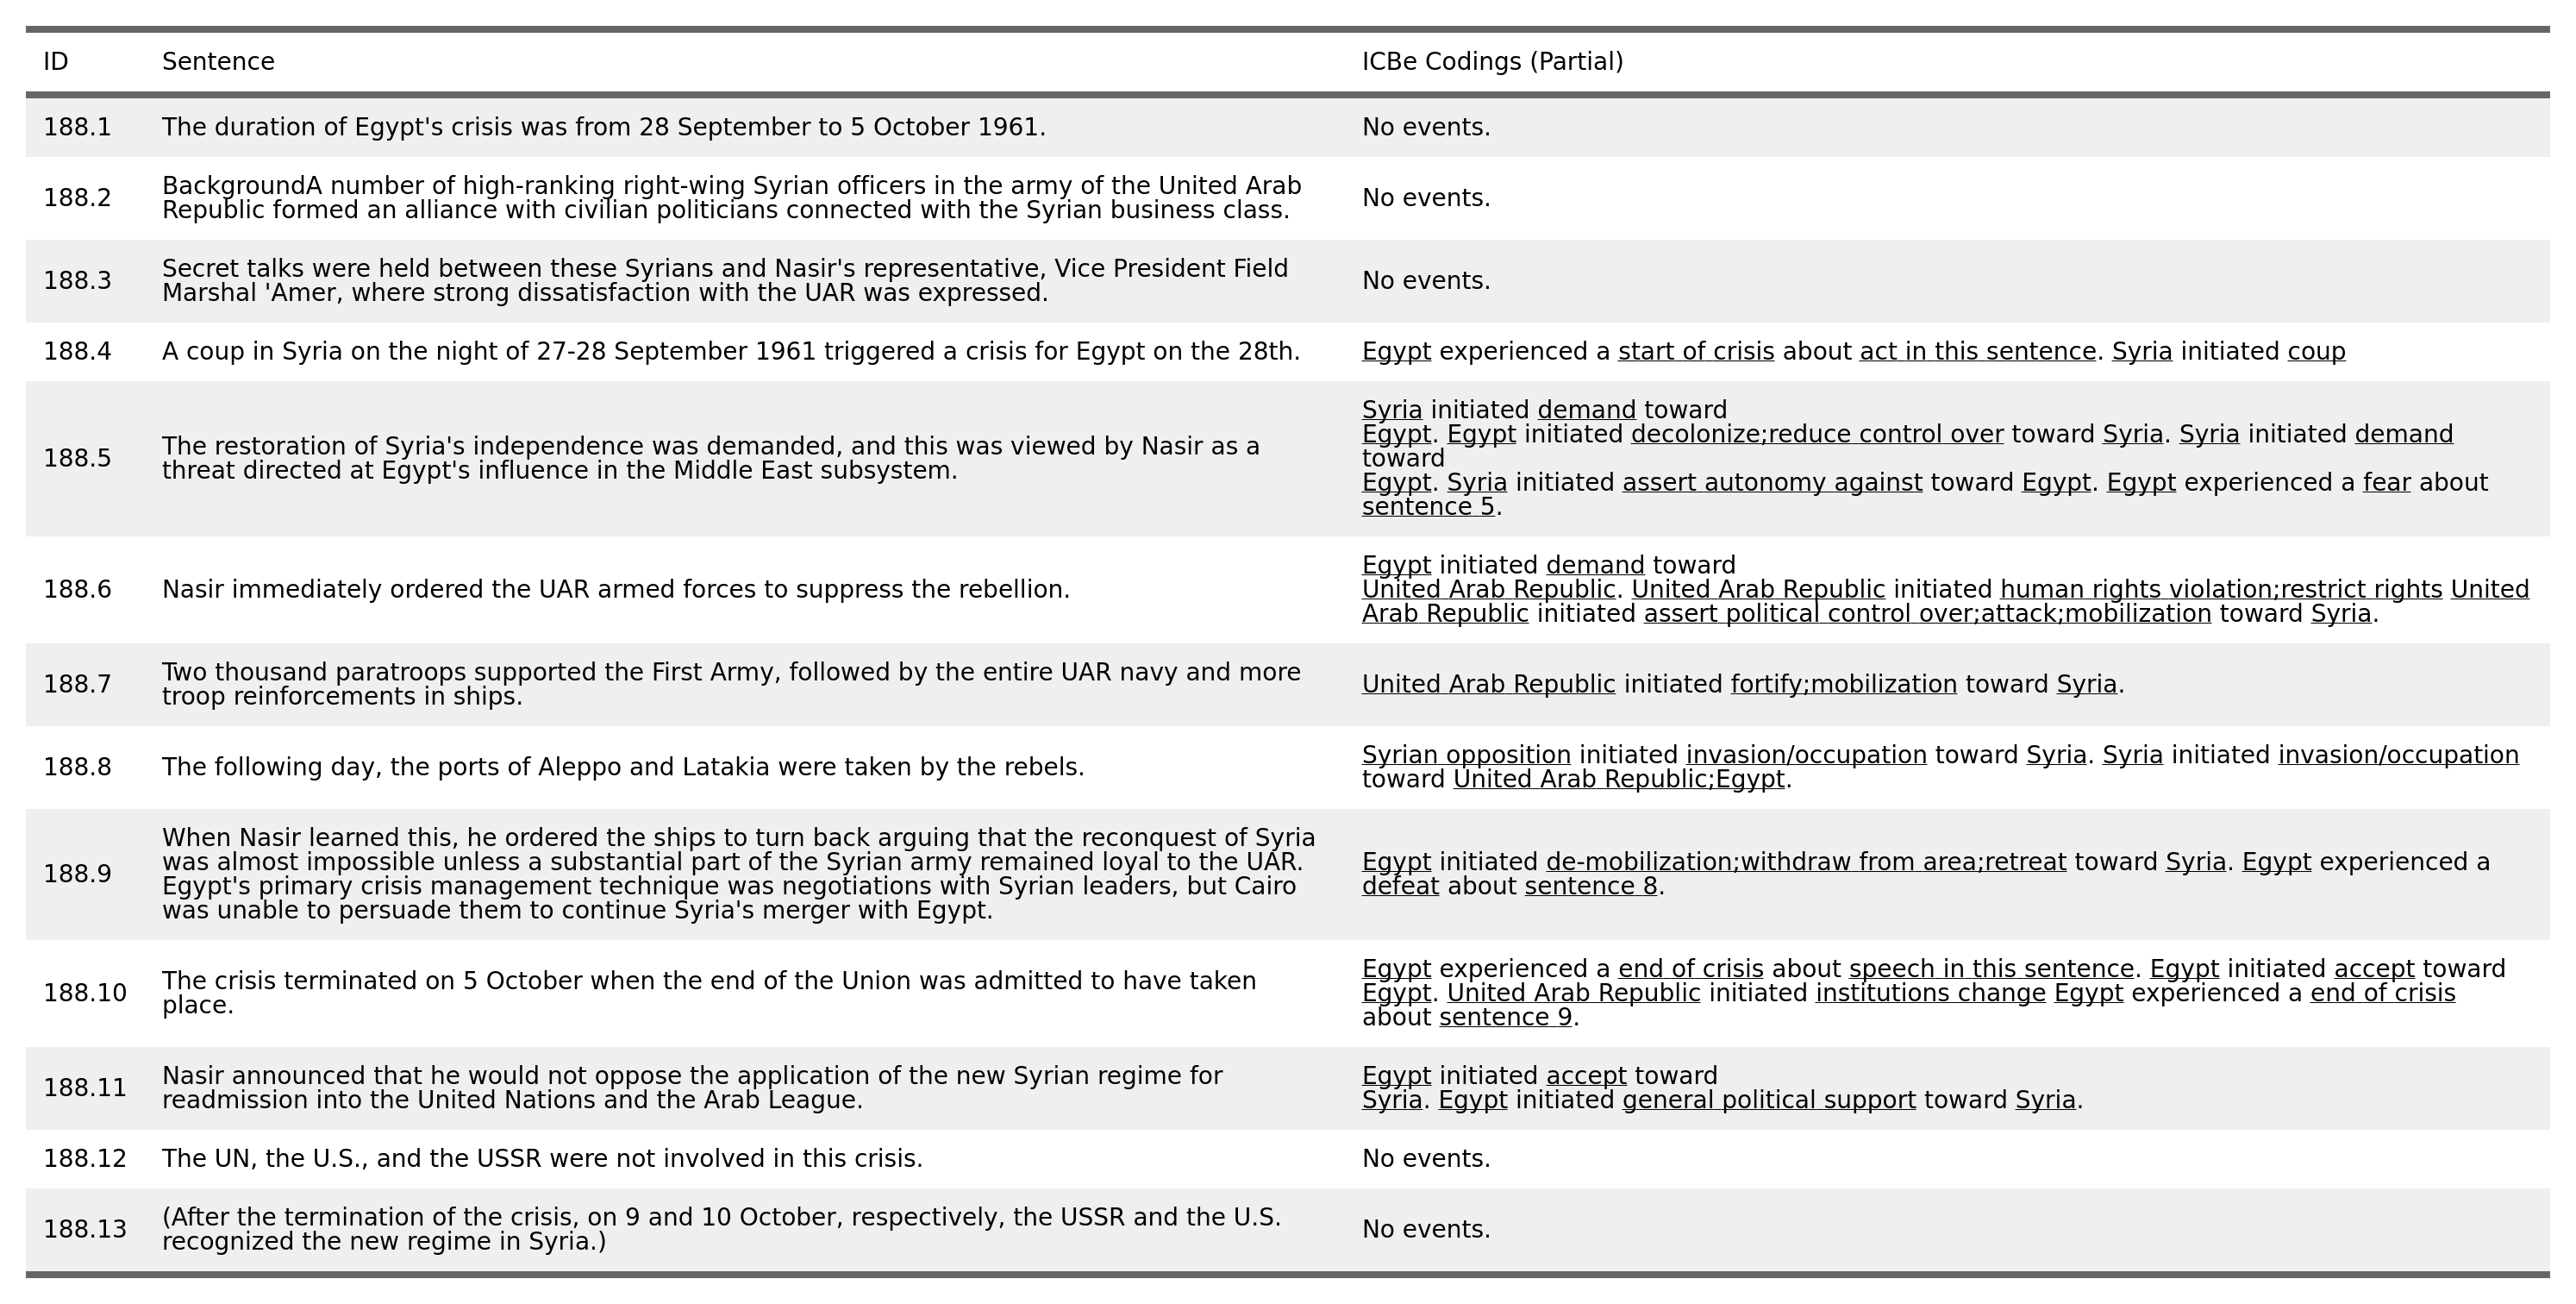 ID Sentence ICBe Codings (Partial)
188.1 The duration of Egypt's crisis was from 28 September to 5 October 1961. No events.
188.2 BackgroundA number of high-ranking right-wing Syrian officers in the army of the United Arab
Republic formed an alliance with civilian politicians connected with the Syrian business class. No events.
188.3 Secret talks were held between these Syrians and Nasir's representative, Vice President Field
Marshal 'Amer, where strong dissatisfaction with the UAR was expressed. No events.
188.4 A coup in Syria on the night of 27-28 September 1961 triggered a crisis for Egypt on the 28th. Egypt experienced a start of crisis about act in this sentence. Syria initiated coup
188.5 The restoration of Syria's independence was demanded, and this was viewed by Nasir as a
threat directed at Egypt's influence in the Middle East subsystem.
Syria initiated demand toward
Egypt. Egypt initiated decolonize;reduce control over toward Syria. Syria initiated demand
toward
Egypt. Syria initiated assert autonomy against toward Egypt. Egypt experienced a fear about
sentence 5.
188.6 Nasir immediately ordered the UAR armed forces to suppress the rebellion.
Egypt initiated demand toward
United Arab Republic. United Arab Republic initiated human rights violation;restrict rights United
Arab Republic initiated assert political control over;attack;mobilization toward Syria.
188.7 Two thousand paratroops supported the First Army, followed by the entire UAR navy and more
troop reinforcements in ships.
United Arab Republic initiated fortify;mobilization toward Syria.
188.8 The following day, the ports of Aleppo and Latakia were taken by the rebels.
Syrian opposition initiated invasion/occupation toward Syria. Syria initiated invasion/occupation
toward United Arab Republic;Egypt.
188.9 When Nasir learned this, he ordered the ships to turn back arguing that the reconquest of Syria
was almost impossible unless a substantial part of the Syrian army remained loyal to the UAR.
Egypt's primary crisis management technique was negotiations with Syrian leaders, but Cairo
was unable to persuade them to continue Syria's merger with Egypt.
Egypt initiated de-mobilization;withdraw from area;retreat toward Syria. Egypt experienced a
defeat about sentence 8.
188.10 The crisis terminated on 5 October when the end of the Union was admitted to have taken
place.
Egypt experienced a end of crisis about speech in this sentence. Egypt initiated accept toward
Egypt. United Arab Republic initiated institutions change Egypt experienced a end of crisis
about sentence 9.
188.11 Nasir announced that he would not oppose the application of the new Syrian regime for
readmission into the United Nations and the Arab League.
Egypt initiated accept toward
Syria. Egypt initiated general political support toward Syria.
188.12 The UN, the U.S., and the USSR were not involved in this crisis. No events.
188.13 (After the termination of the crisis, on 9 and 10 October, respectively, the USSR and the U.S.
recognized the new regime in Syria.) No events.